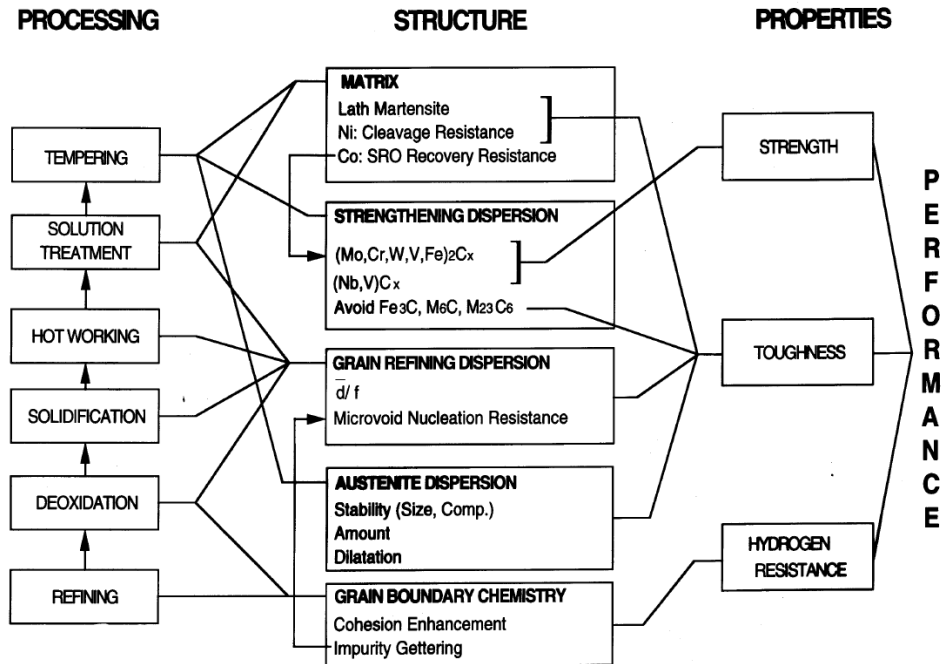 PROCESSING
STRUCTURE
PROPERTIES
TEMPERING
SOLUTION
TREATMENT
HOT WORKING
SOLIDIFICATION
DEOXIDATION
REFINING
MATRIX
Lath Martensite
Ni: Cleavage Resistance
Co: SRO Recovery Resistance
STRENGTHENING DISPERSION
(Mo,Cr,W,V,Fe)2Cx
(Nb,V)Cx
Avoid Fe3C, M6C, M23C6
GRAIN REFINING DISPERSION
d̄/ f
Microvoid Nucleation Resistance
AUSTENITE DISPERSION
Stability (Size, Comp.)
Amount
Dilatation
GRAIN BOUNDARY CHEMISTRY
Cohesion Enhancement
Impurity Gettering
STRENGTH
TOUGHNESS
HYDROGEN
RESISTANCE
PERFORMANCE